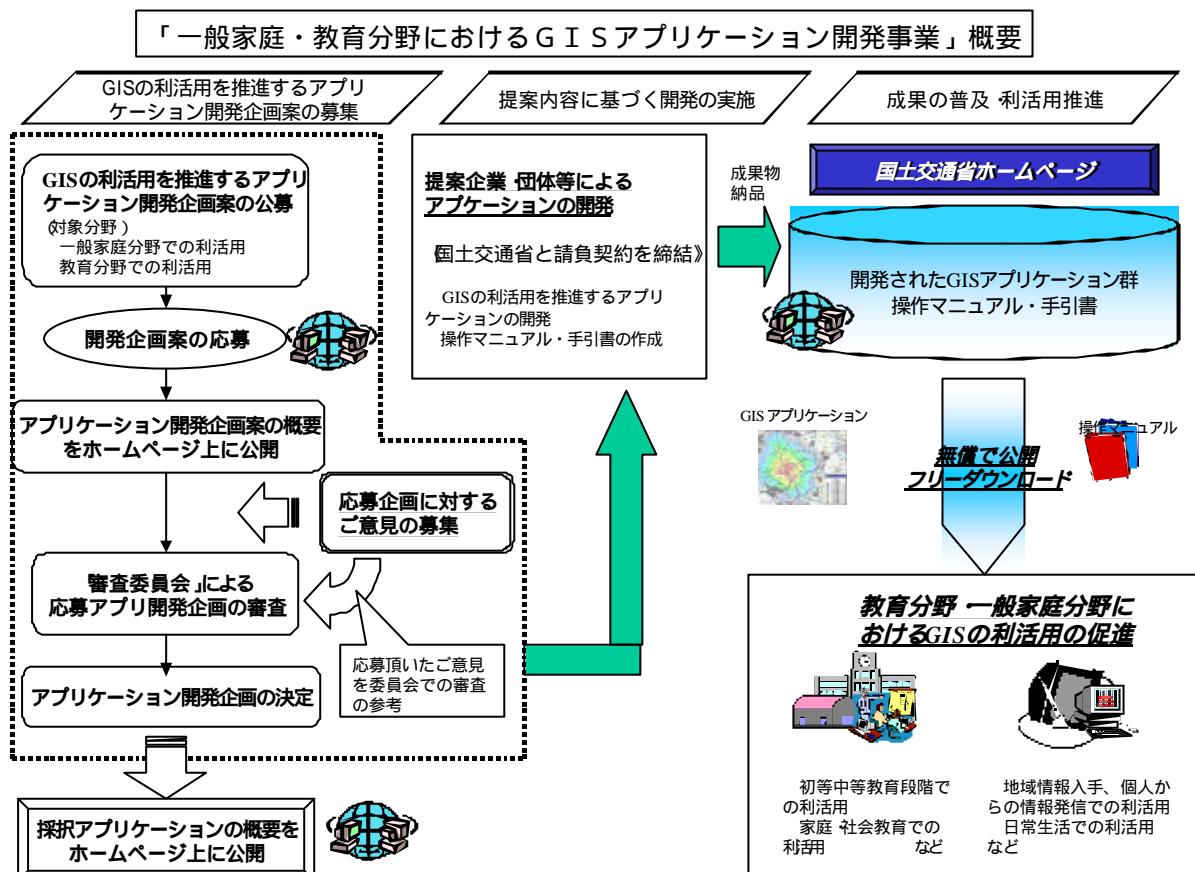 「一般家庭・教育分野におけるＧＩＳアプリケーション開発事業」概要
GISの利活用を推進するアプリ
ケーション開発企画案の募集
提案内容に基づく開発の実施
成果の普及・利活用推進
GISの利活用を推進するアプリ
ケーション開発企画案の公募
(対象分野)
一般家庭分野での利活用
教育分野での利活用
開発企画案の応募
アプリケーション開発企画案の概要
をホームページ上に公開
応募企画に対する
ご意見の募集
「審査委員会」による
応募アプリ開発企画の審査
応募頂いたご意見
を委員会での審査
の参考
アプリケーション開発企画の決定
採択アプリケーションの概要を
ホームページ上に公開
提案企業・団体等による
アプケーションの開発
《国土交通省と請負契約を締結》
GISの利活用を推進するアプリ
ケーションの開発
操作マニュアル・手引書の作成
成果物
納品
国土交通省ホームページ
開発されたGISアプリケーション群
操作マニュアル・手引書
GIS アプリケーション
操作マニュアル
無償で公開
フリーダウンロード
教育分野・一般家庭分野に
おけるGISの利活用の促進
初等中等教育段階で
の利活用
家庭・社会教育での
利活用 など
地域情報入手、個人か
らの情報発信での利活用
日常生活での利活用
など